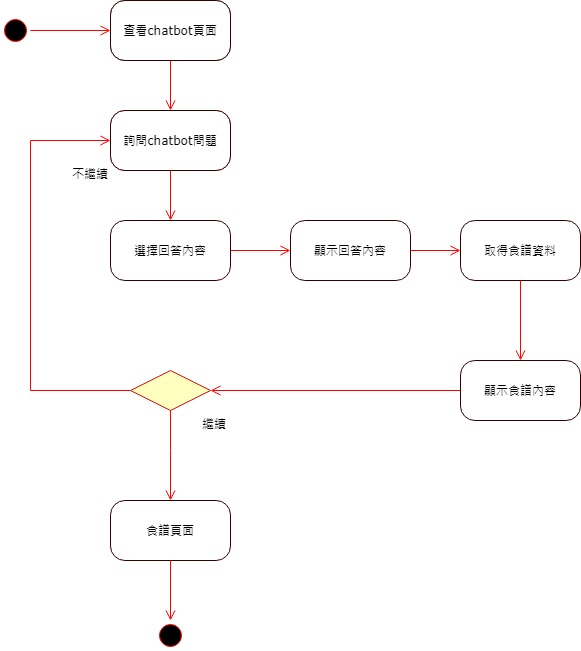 查看chatbot頁面
詢問chatbot問題
不繼續
選擇回答內容
顯示回答內容
取得食譜資料
顯示食譜內容
繼續
食譜頁面